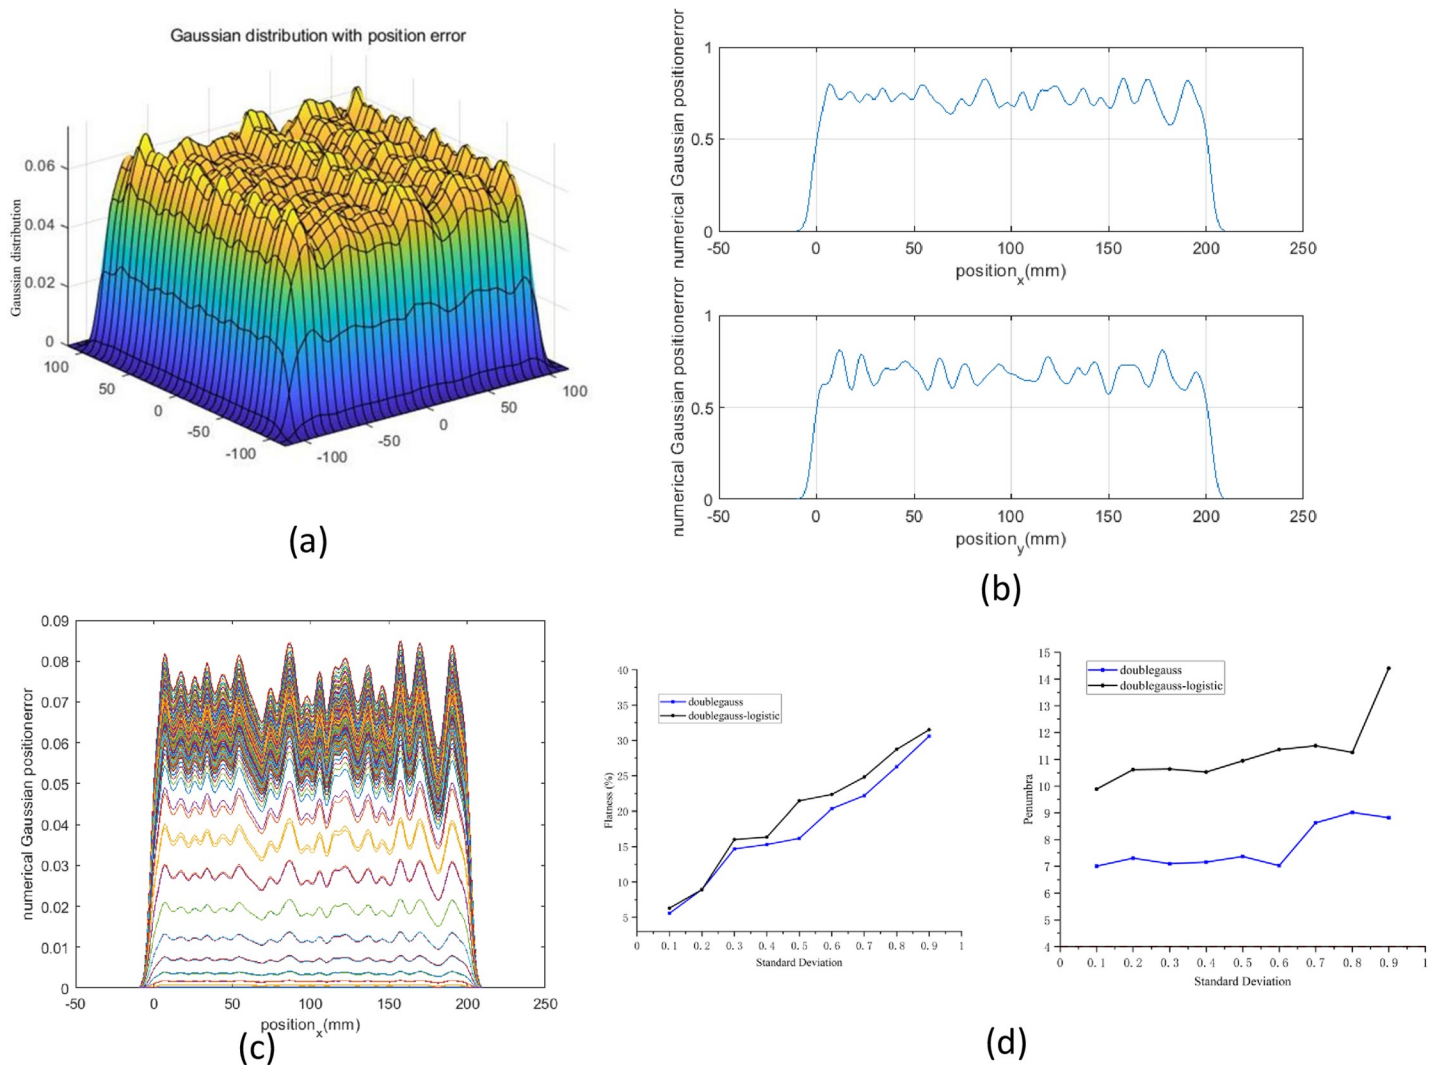 Gaussian distribution with position error
Gaussian distribution
0.06
0.04
0.02
0
100
50
0
-50
-100
-100
-50
0
50
100
(a)
numerical Gaussian positionerror
1
0.5
0
-50 0 50 100 150 200 250
position_x(mm)
numerical Gaussian positionerror
1
0.5
0
-50 0 50 100 150 200 250
position_y(mm)
(b)
numerical Gaussian positionerror
0.09
0.08
0.07
0.06
0.05
0.04
0.03
0.02
0.01
0
-50 0 50 100 150 200 250
position_x(mm)
(c)
Flatness (%)
40
35
30
25
20
15
10
5
doublegauss
doublegauss-logistic
0 0.1 0.2 0.3 0.4 0.5 0.6 0.7 0.8 0.9 1
Standard Deviation
Penumbra
15
14
13
12
11
10
9
8
7
6
5
4
doublegauss
doublegauss-logistic
0 0.1 0.2 0.3 0.4 0.5 0.6 0.7 0.8 0.9 1
Standard Deviation
(d)